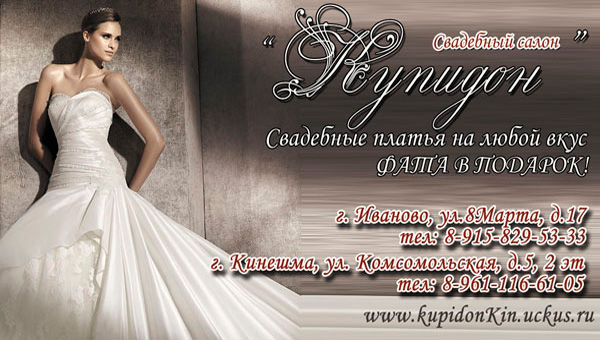 Свадебный салон
“Купидон”
Свадебные платья на любой вкус
ФАТА В ПОДАРОК!
г. Иваново, ул.8Марта, д.17
тел: 8-915-829-53-33
г. Кинешма, ул. Комсомольская, д.5, 2 эт
тел: 8-961-116-61-05
www.kupidonKin.uckus.ru